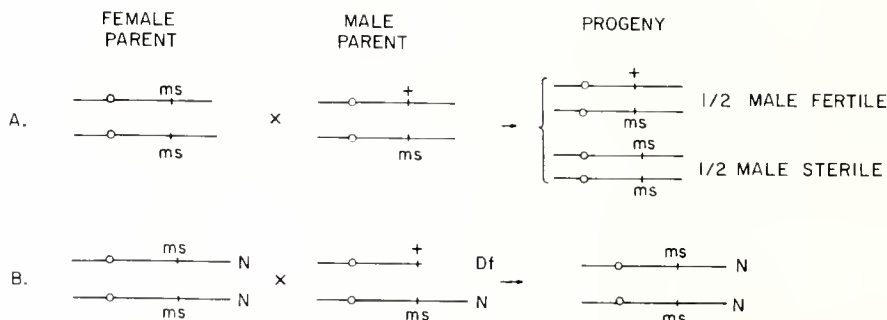 FEMALE PARENT
MALE PARENT
PROGENY
A.
ms
ms
×
+
ms
→
+
ms
1/2 MALE FERTILE
ms
ms
1/2 MALE STERILE
B.
ms N
ms N
×
+ Df
ms N
→
ms N
ms N